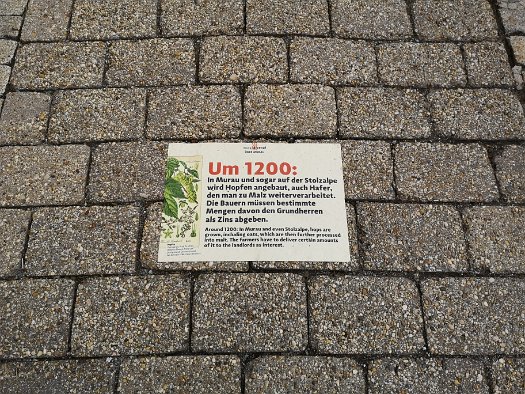 Um 1200:
In Murau und sogar auf der Stolzalpe
wird Hopfen angebaut, auch Hafer,
den man zu Malz weiterverarbeitet.
Die Bauern müssen bestimmte
Mengen davon den Grundherren
als Zins abgeben.
Around 1200: In Murau and even Stolzalpe, hops are
grown, including oats, which are then further processed
into malt. The farmers have to deliver certain amounts
of it to the landlords as interest.